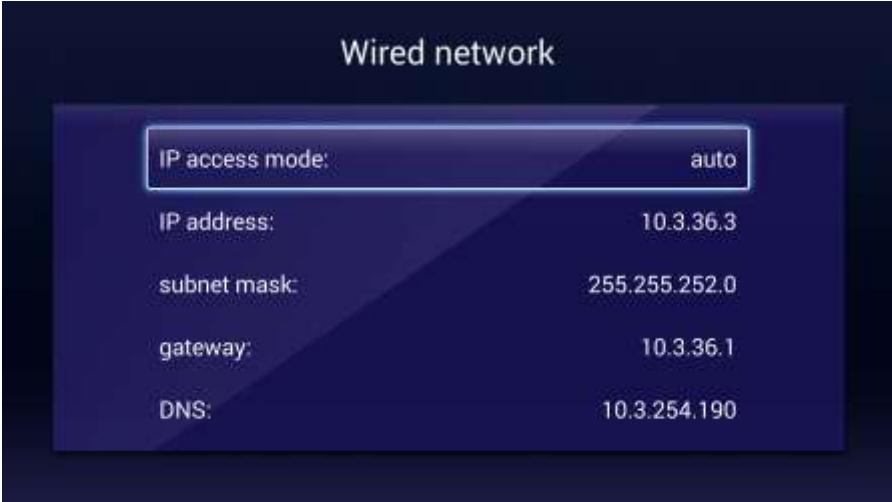 Wired network
IP access mode: auto
IP address: 10.3.36.3
subnet mask: 255.255.252.0
gateway: 10.3.36.1
DNS: 10.3.254.190